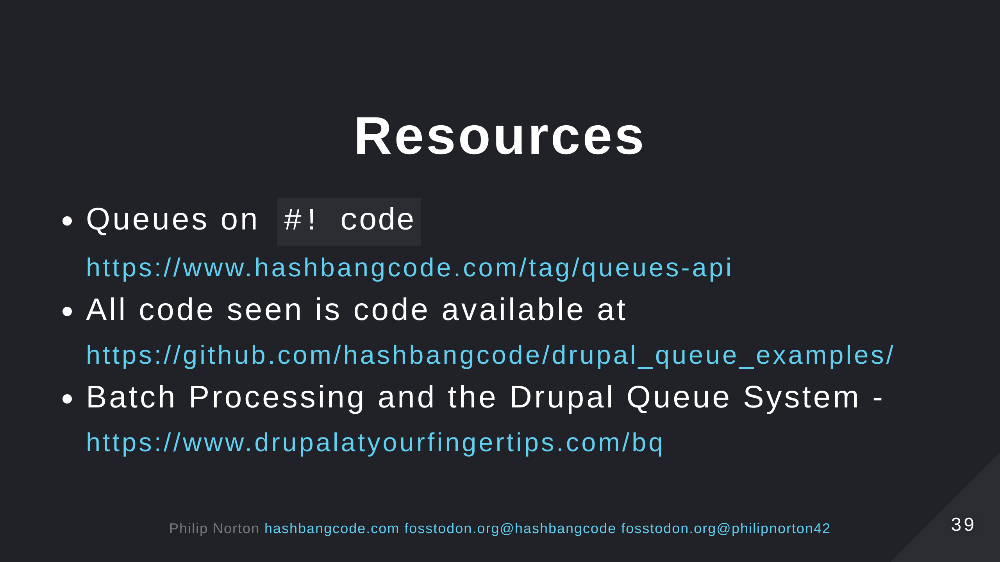 Resources
• Queues on #! code
https://www.hashbangcode.com/tag/queues-api
• All code seen is code available at
https://github.com/hashbangcode/drupal_queue_examples/
• Batch Processing and the Drupal Queue System -
https://www.drupalatyourfingertips.com/bq
Philip Norton hashbangcode.com fosstodon.org@hashbangcode fosstodon.org@philipnorton42
39